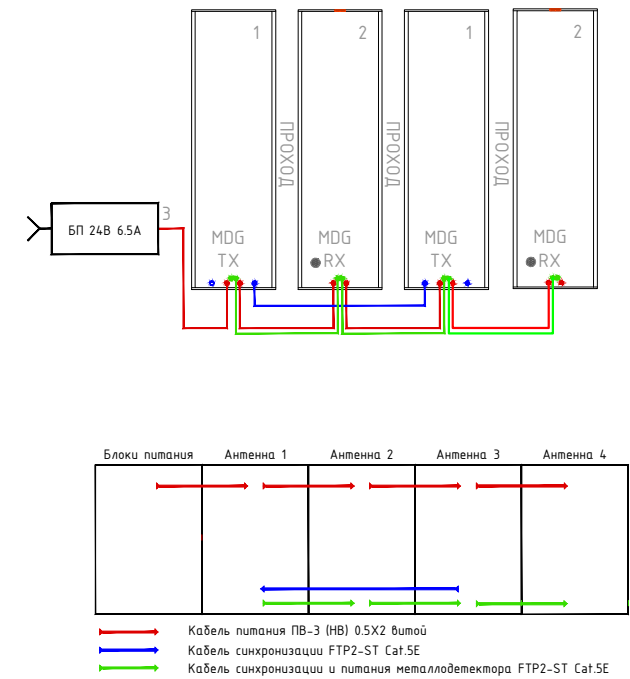 1
2
1
2
ПРОХОД
ПРОХОД
ПРОХОД
3
БП 24В 6.5А
MDG
TX
MDG
RX
MDG
TX
MDG
RX
Блоки питания
Антенна 1
Антенна 2
Антенна 3
Антенна 4
Кабель питания ПВ-3 (НВ) 0.5Х2 витой
Кабель синхронизации FTP2-ST Cat.5E
Кабель синхронизации и питания металлодетектора FTP2-ST Cat.5E